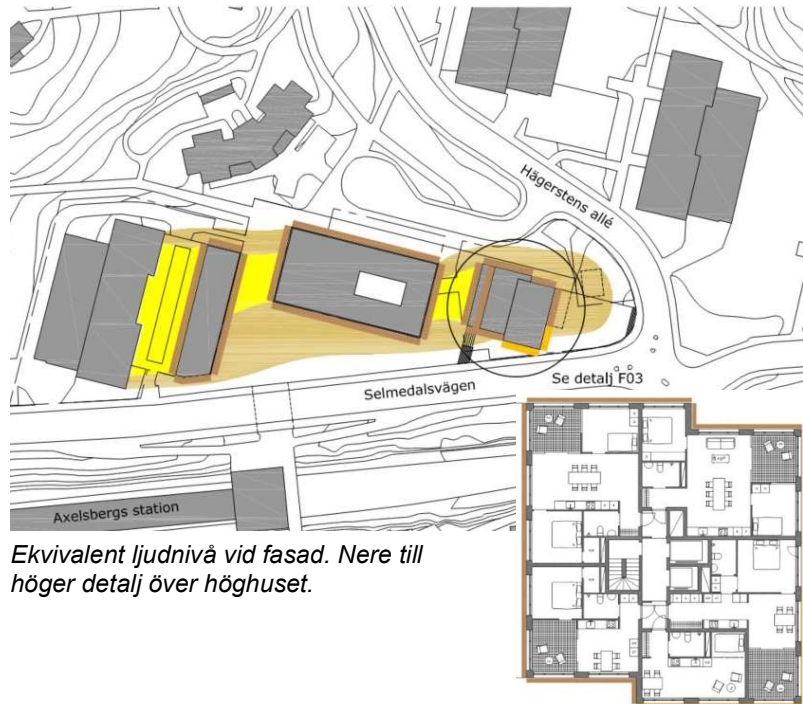 Hägerstens allé
Selmedalsvägen
Se detalj F03
Axelsbergs station
Ekvivalent ljudnivå vid fasad. Nere till
höger detalj över höghuset.